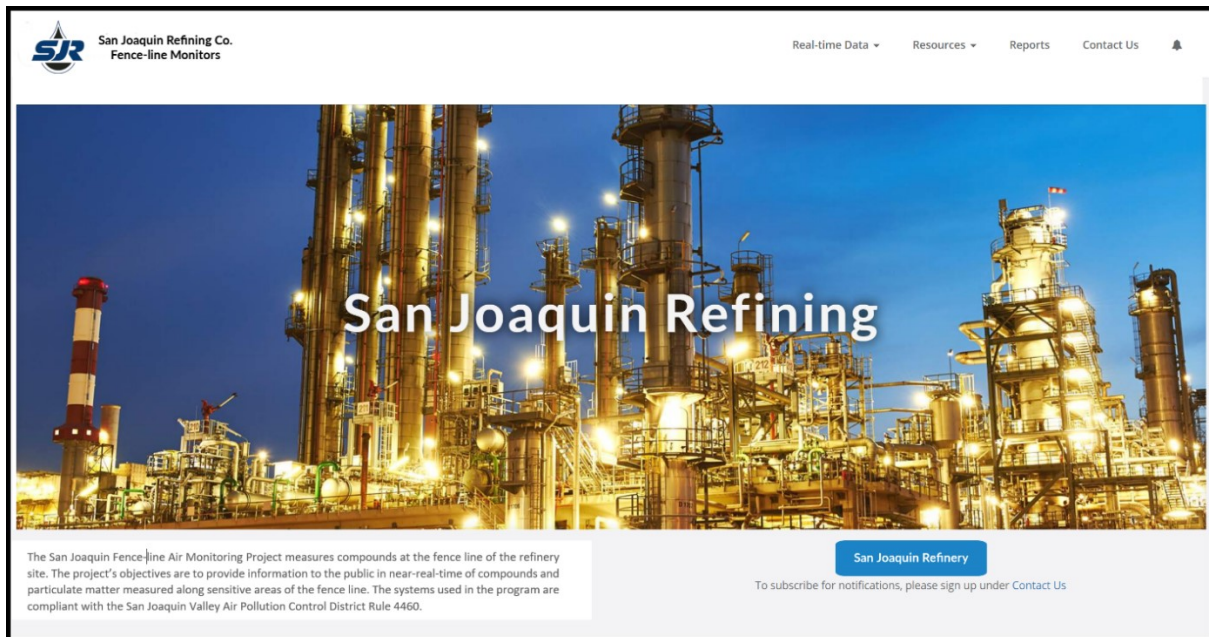 SJR
San Joaquin Refining Co.
Fence-line Monitors
Real-time Data
Resources
Reports
Contact Us
San Joaquin Refining
212
The San Joaquin Fence-line Air Monitoring Project measures compounds at the fence line of the refinery
site. The project's objectives are to provide information to the public in near-real-time of compounds and
particulate matter measured along sensitive areas of the fence line. The systems used in the program are
compliant with the San Joaquin Valley Air Pollution Control District Rule 4460.
San Joaquin Refinery
To subscribe for notifications, please sign up under Contact Us